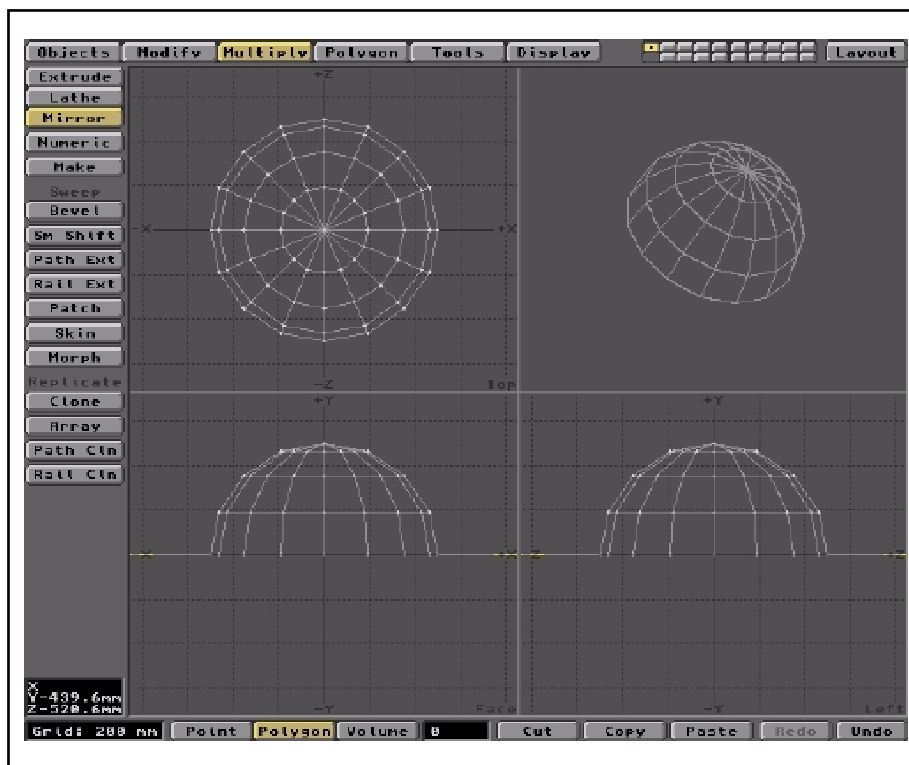 Objects Modify Multiply Polygon Tools Display Layout
Extrude
Lathe
Mirror
Numeric
Make
Sweep
Bevel
Sm Shift
Path Ext
Rail Ext
Patch
Skin
Morph
Replicate
Clone
Array
Path Cln
Rail Cln
+Z
-X +X
-Z Top
+Y +Y
-X +X -Z +Z
-Y Face -Y Left
X
Y-439.6mm
Z-520.6mm
Grid: 200 mm Point Polygon Volume 0 Cut Copy Paste Redo Undo